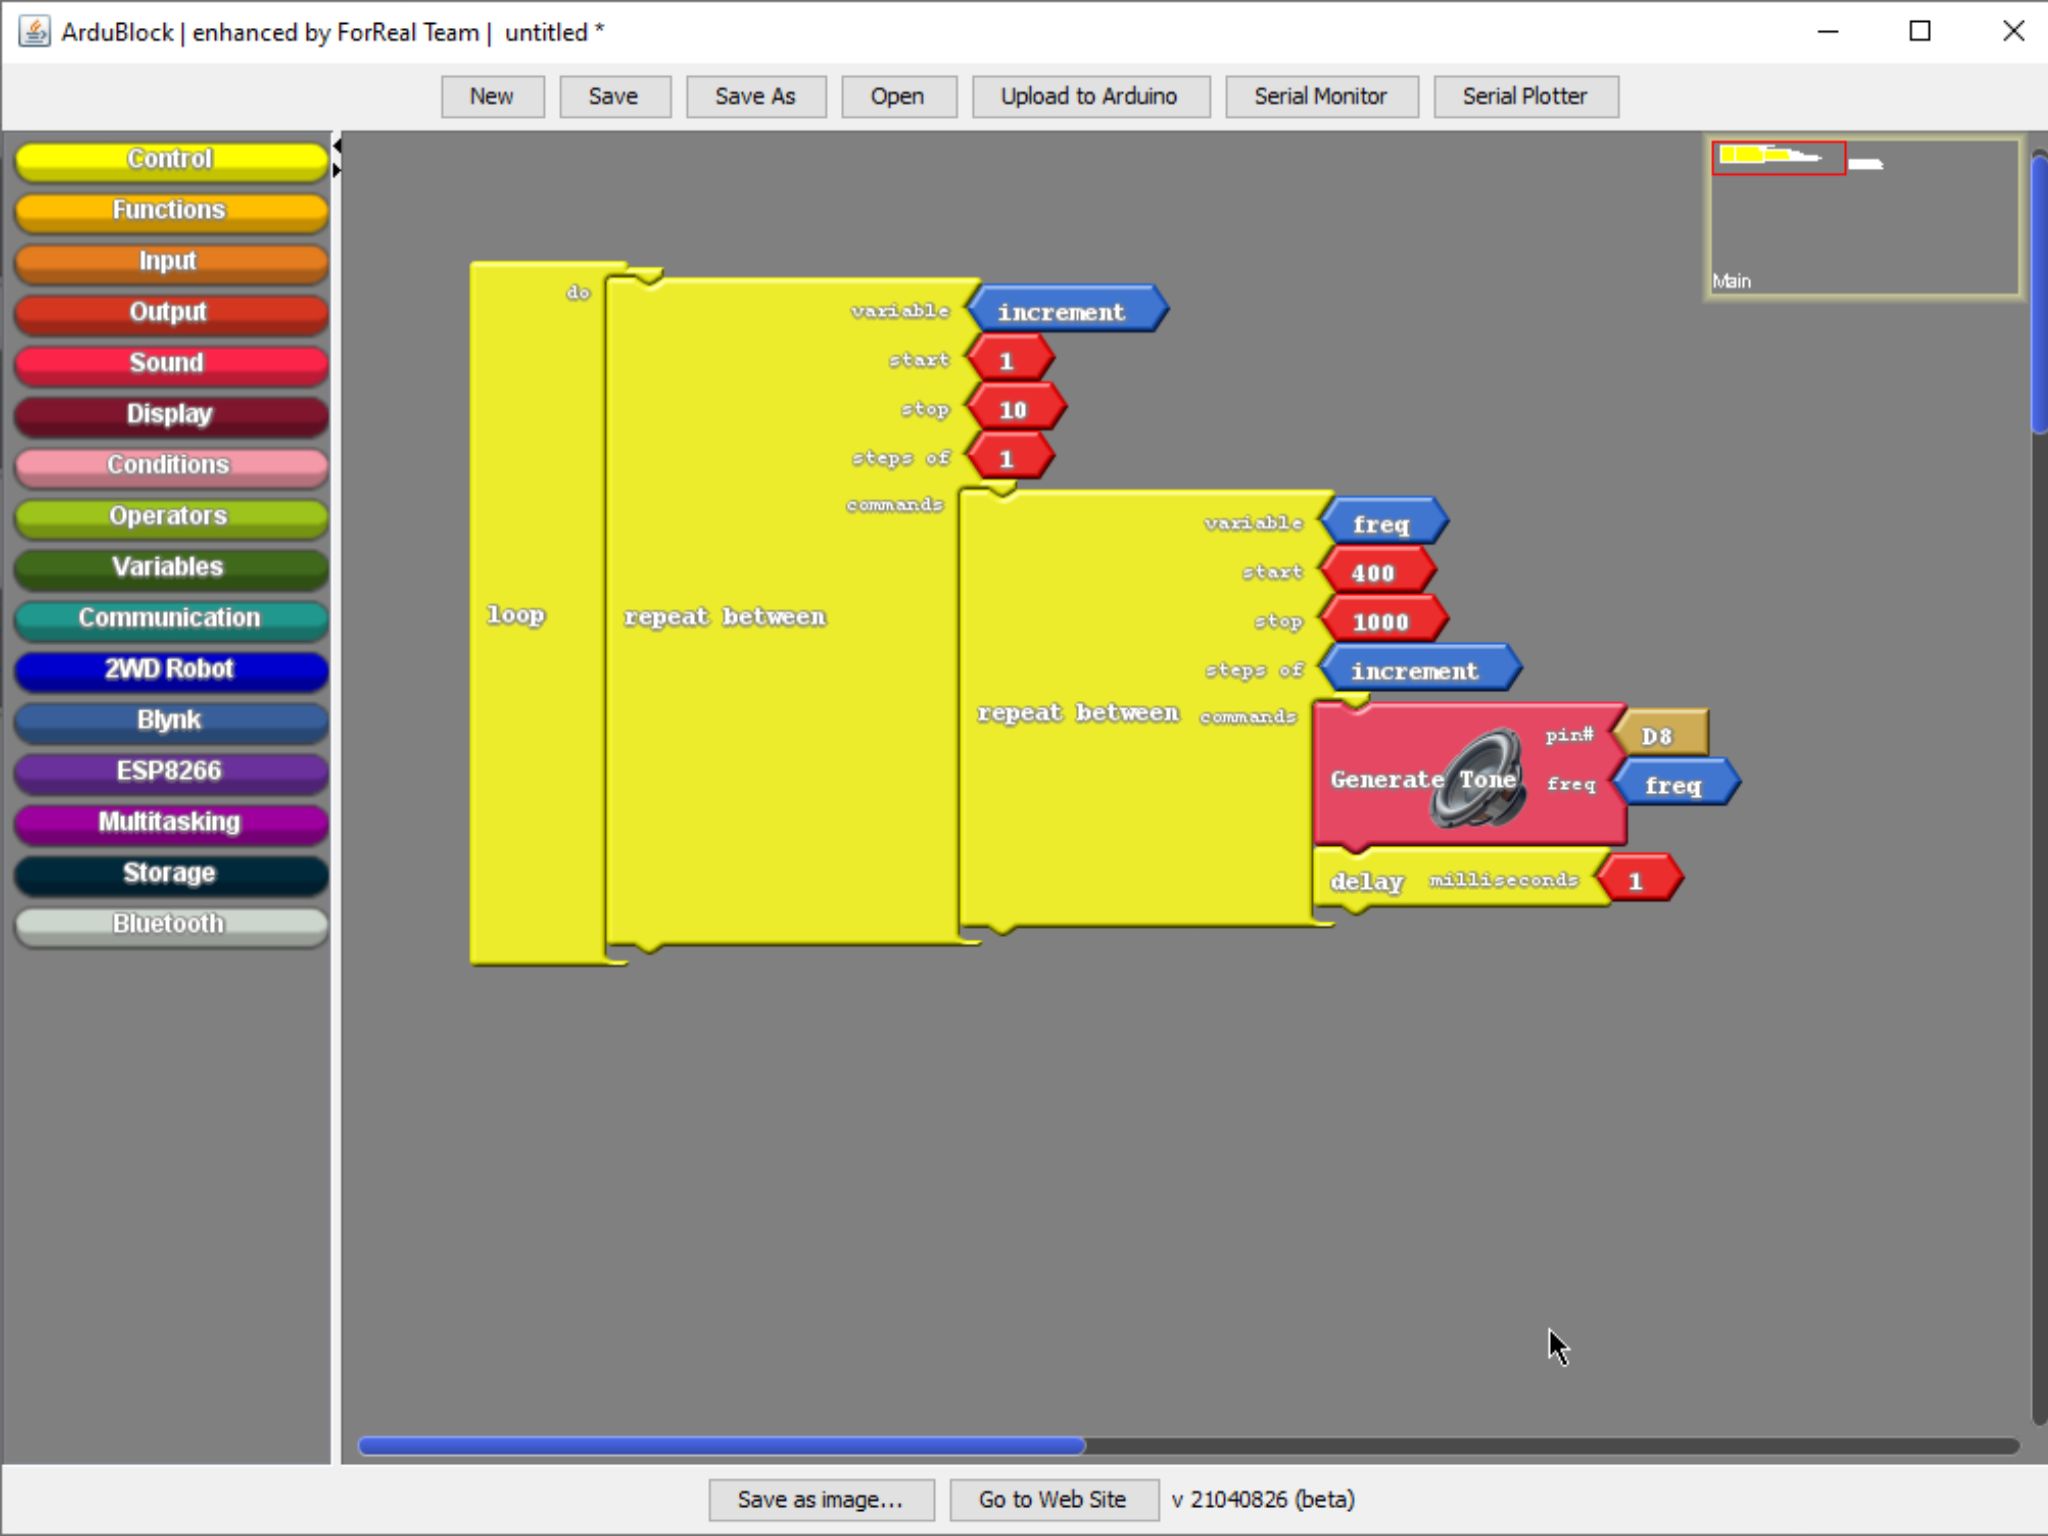 ArduBlock | enhanced by ForReal Team | untitled *
New Save Save As Open Upload to Arduino Serial Monitor Serial Plotter
Control
Functions
Input
Output
Sound
Display
Conditions
Operators
Variables
Communication
2WD Robot
Blynk
ESP8266
Multitasking
Storage
Bluetooth
Main
loop
do
repeat between
variable increment
start 1
stop 10
steps of 1
commands
repeat between
variable freq
start 400
stop 1000
steps of increment
commands
Generate Tone
pin# D8
freq freq
delay milliseconds 1
Save as image... Go to Web Site v 21040826 (beta)